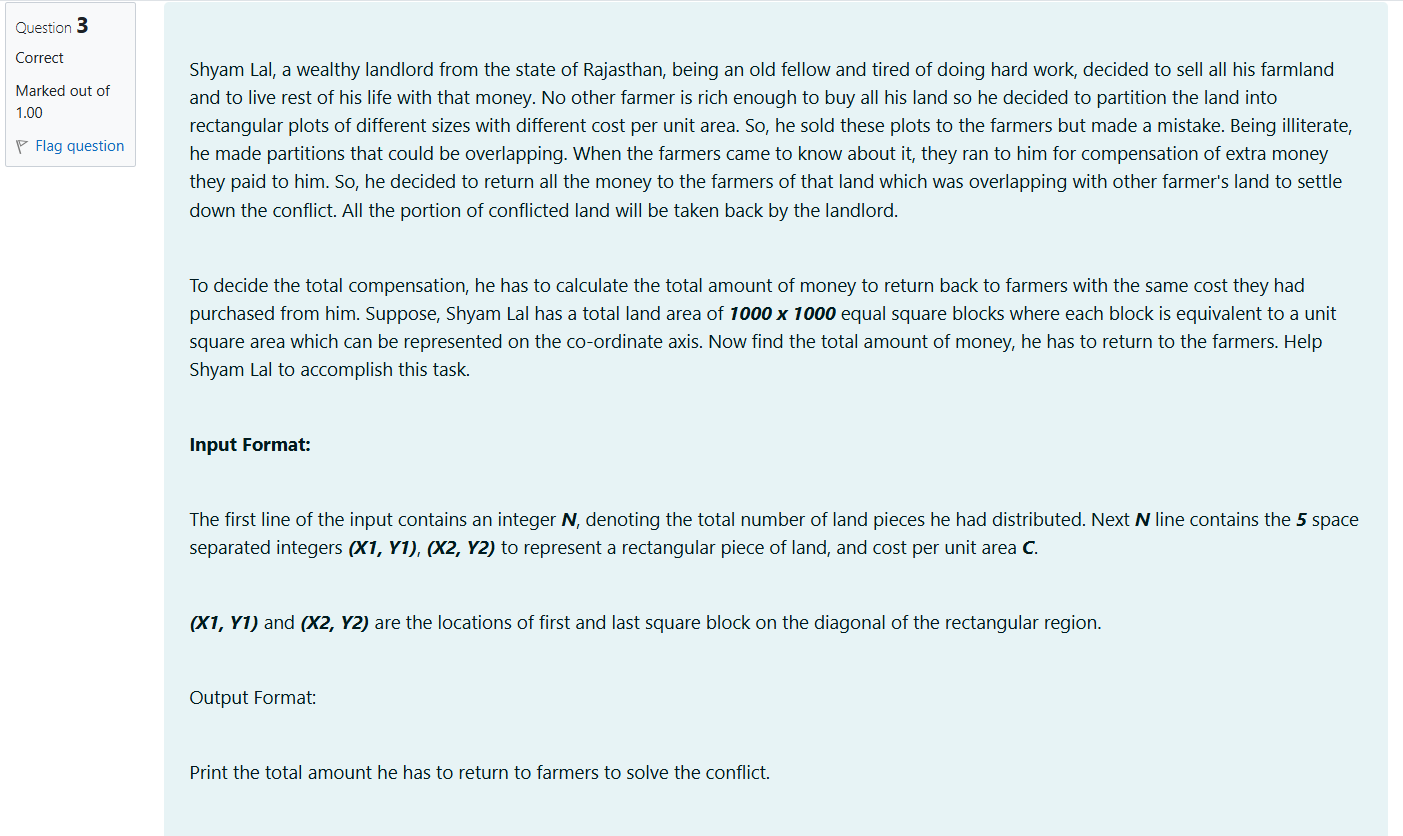 Question 3
Correct
Marked out of
1.00
Flag question
Shyam Lal, a wealthy landlord from the state of Rajasthan, being an old fellow and tired of doing hard work, decided to sell all his farmland
and to live rest of his life with that money. No other farmer is rich enough to buy all his land so he decided to partition the land into
rectangular plots of different sizes with different cost per unit area. So, he sold these plots to the farmers but made a mistake. Being illiterate,
he made partitions that could be overlapping. When the farmers came to know about it, they ran to him for compensation of extra money
they paid to him. So, he decided to return all the money to the farmers of that land which was overlapping with other farmer's land to settle
down the conflict. All the portion of conflicted land will be taken back by the landlord.
To decide the total compensation, he has to calculate the total amount of money to return back to farmers with the same cost they had
purchased from him. Suppose, Shyam Lal has a total land area of 1000 x 1000 equal square blocks where each block is equivalent to a unit
square area which can be represented on the co-ordinate axis. Now find the total amount of money, he has to return to the farmers. Help
Shyam Lal to accomplish this task.
Input Format:
The first line of the input contains an integer N, denoting the total number of land pieces he had distributed. Next N line contains the 5 space
separated integers (X1, Y1), (X2, Y2) to represent a rectangular piece of land, and cost per unit area C.
(X1, Y1) and (X2, Y2) are the locations of first and last square block on the diagonal of the rectangular region.
Output Format:
Print the total amount he has to return to farmers to solve the conflict.